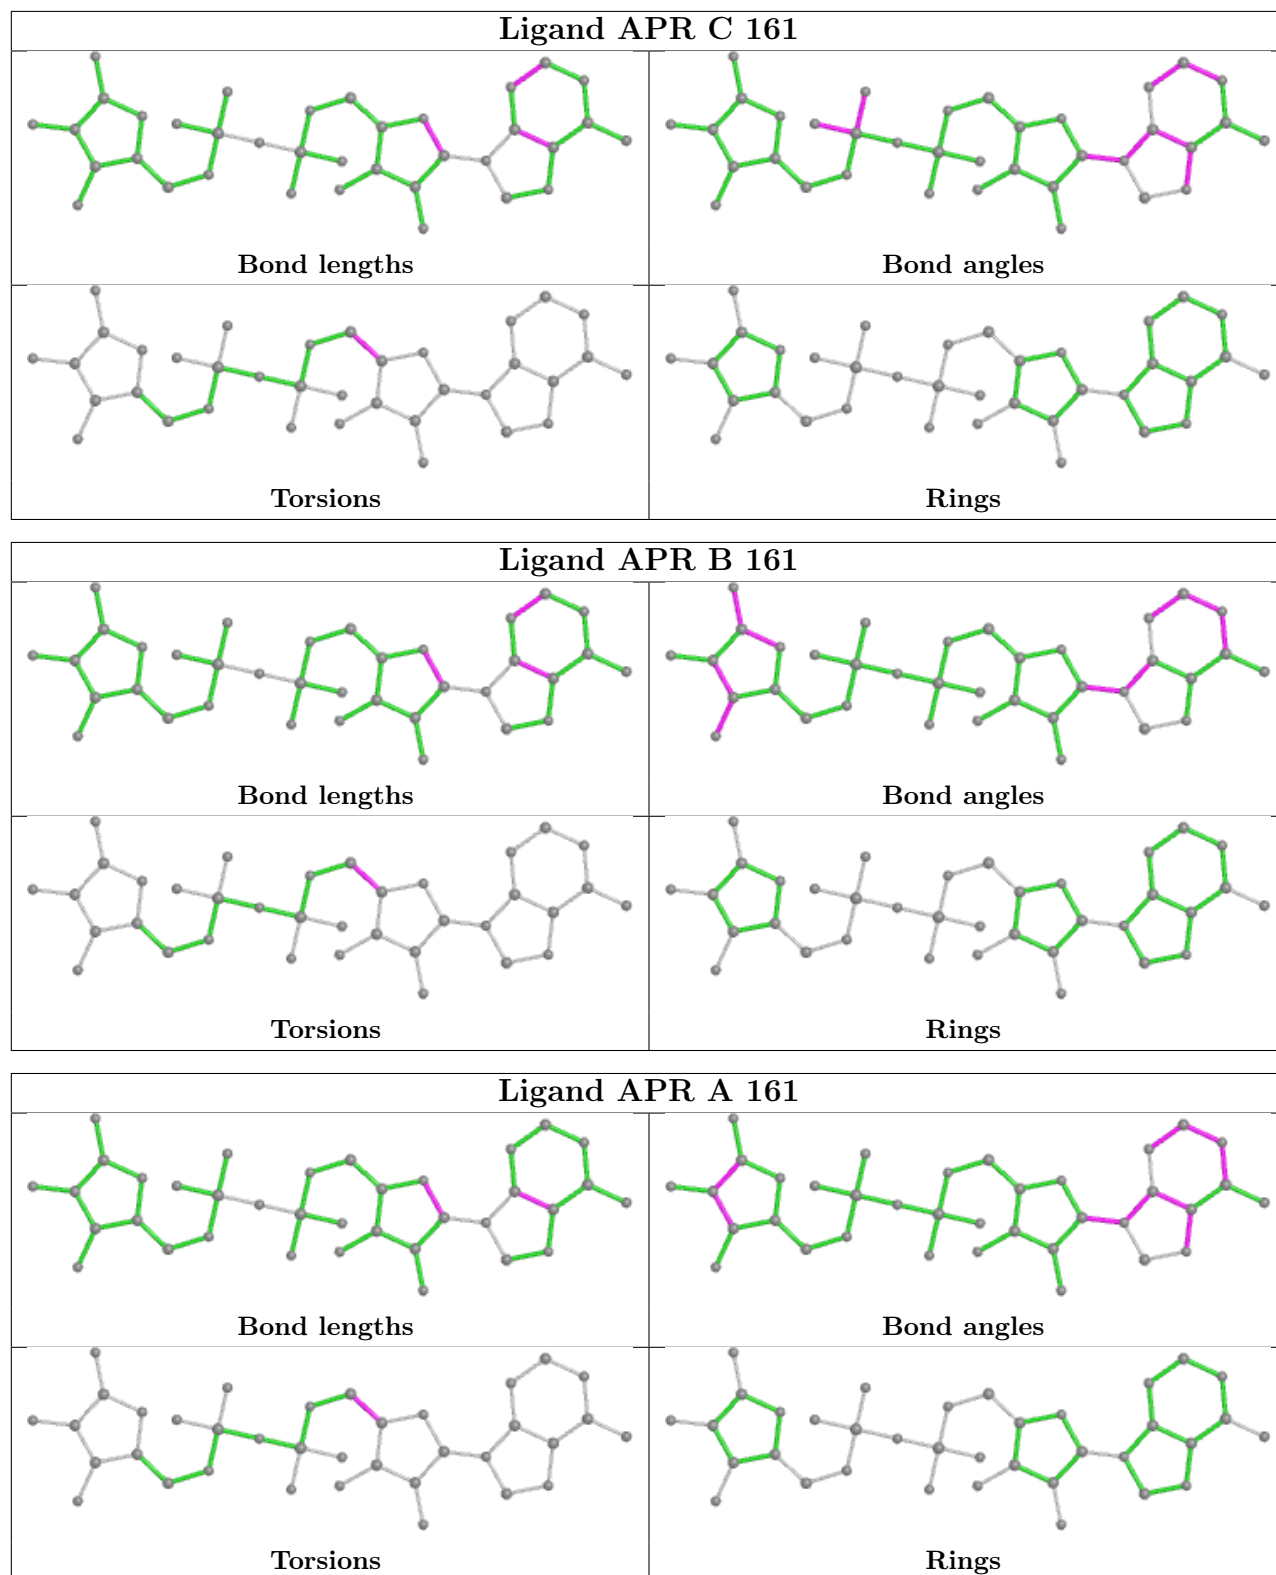 Ligand APR C 161
Bond lengths
Bond angles
Torsions
Rings
Ligand APR B 161
Bond lengths
Bond angles
Torsions
Rings
Ligand APR A 161
Bond lengths
Bond angles
Torsions
Rings